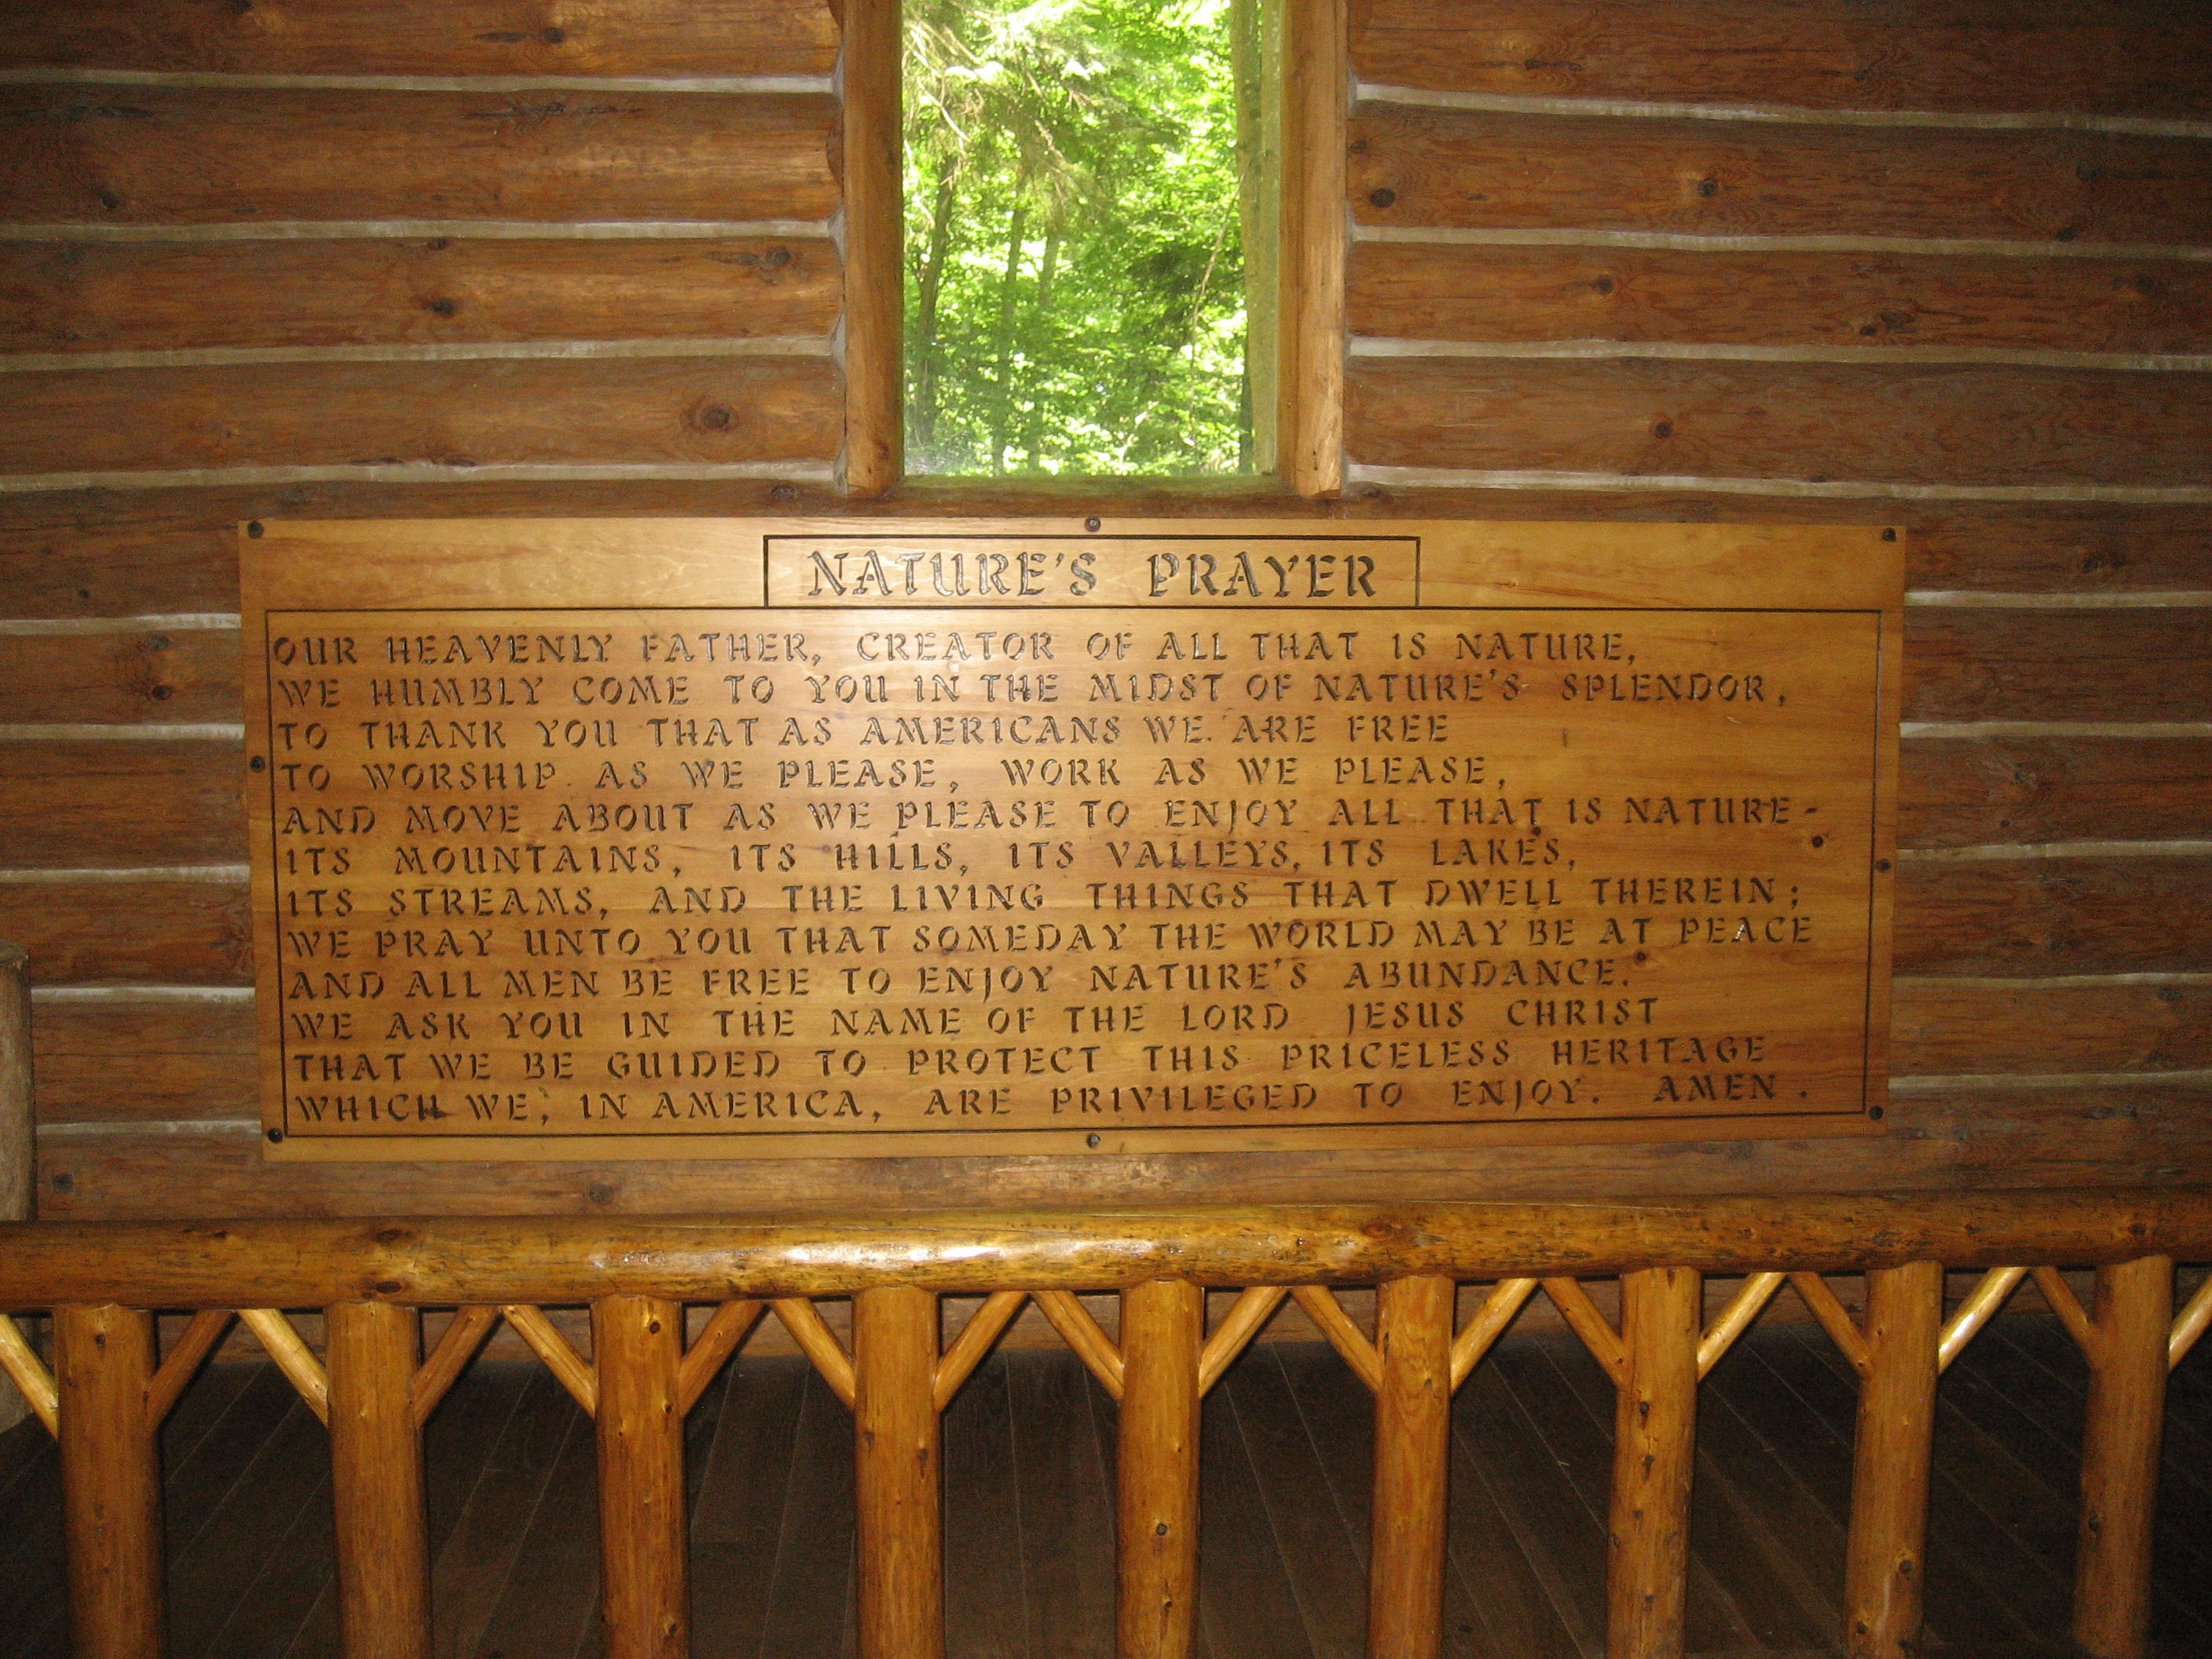 NATURE'S PRAYER
OUR HEAVENLY FATHER, CREATOR OF ALL THAT IS NATURE,
WE HUMBLY COME TO YOU IN THE MIDST OF NATURE'S SPLENDOR,
TO THANK YOU THAT AS AMERICANS WE ARE FREE
TO WORSHIP AS WE PLEASE, WORK AS WE PLEASE,
AND MOVE ABOUT AS WE PLEASE TO ENJOY ALL THAT IS NATURE-
ITS MOUNTAINS, ITS HILLS, ITS VALLEYS, ITS LAKES,
ITS STREAMS, AND THE LIVING THINGS THAT DWELL THEREIN;
WE PRAY UNTO YOU THAT SOMEDAY THE WORLD MAY BE AT PEACE
AND ALL MEN BE FREE TO ENJOY NATURE'S ABUNDANCE.
WE ASK YOU IN THE NAME OF THE LORD JESUS CHRIST
THAT WE BE GUIDED TO PROTECT THIS PRICELESS HERITAGE
WHICH WE, IN AMERICA, ARE PRIVILEGED TO ENJOY. AMEN.